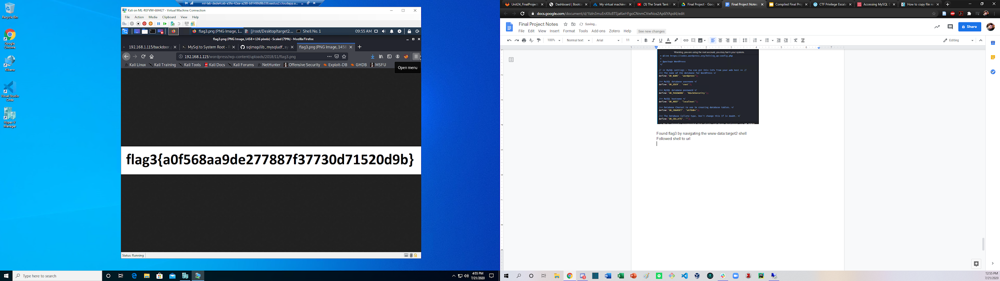 Recycle Bin
Google
Chrome
Kibana
Visual Studio
Code
Hyper-V
Manager
ml-lab-dede4cab-a5fe-42ea-a290-b91499d9b336.eastus2.cloudapp.a...
Kali on ML-REFVM-684427 - Virtual Machine Connection
File Action Media Clipboard View Help
flag3.png (PNG Image, 1... [/root/Desktop/target2.... Shell No. 1 09:55 AM
flag3.png (PNG Image, 1458 × 136 pixels) - Scaled (79%) - Mozilla Firefox
192.168.1.115/backdoor.p MySql to System Root - R sqlmap/lib_mysqludf_sy flag3.png (PNG Image, 1458
192.168.1.115/wordpress/wp-content/uploads/2018/11/flag3.png
Kali Linux Kali Training Kali Tools Kali Docs Kali Forums NetHunter Offensive Security Exploit-DB GHDB MSFU
Open menu
flag3{a0f568aa9de277887f37730d71520d9b}
Status: Running
Type here to search
4:55 PM
7/21/2020
Unit24_FinalProject Dashboard | Bootca My virtual machine (3) The Snark Tank F Final Project - Goog Final Project Notes Compiled Final Proj CTF Privilege Escala Accessing MySQL D How to copy file re
docs.google.com/document/d/1Izln3muEnXXc8TSjaKwHFgoCNnmCVwNos2Ap6lYApd4/edit
Final Project Notes Saving...
File Edit View Insert Format Tools Add-ons Zotero Help See new changes
Share
100% Normal text Arial 11 Editing
Warning, you are using the root account, you may harm your system.
* @link https://codex.wordpress.org/Editing_wp-config.php
*
* @package WordPress
*/
// ** MySQL settings - You can get this info from your web host ** //
/** The name of the database for WordPress */
define('DB_NAME', 'wordpress');
/** MySQL database username */
define('DB_USER', 'root');
/** MySQL database password */
define('DB_PASSWORD', 'R@v3nSecurity');
/** MySQL hostname */
define('DB_HOST', 'localhost');
/** Database Charset to use in creating database tables. */
define('DB_CHARSET', 'utf8mb4');
/** The Database Collate type. Don't change this if in doubt. */
define('DB_COLLATE', '');
Found flag3 by navigating the www-data:target2 shell
Followed shell to url
12:55 PM
7/21/2020